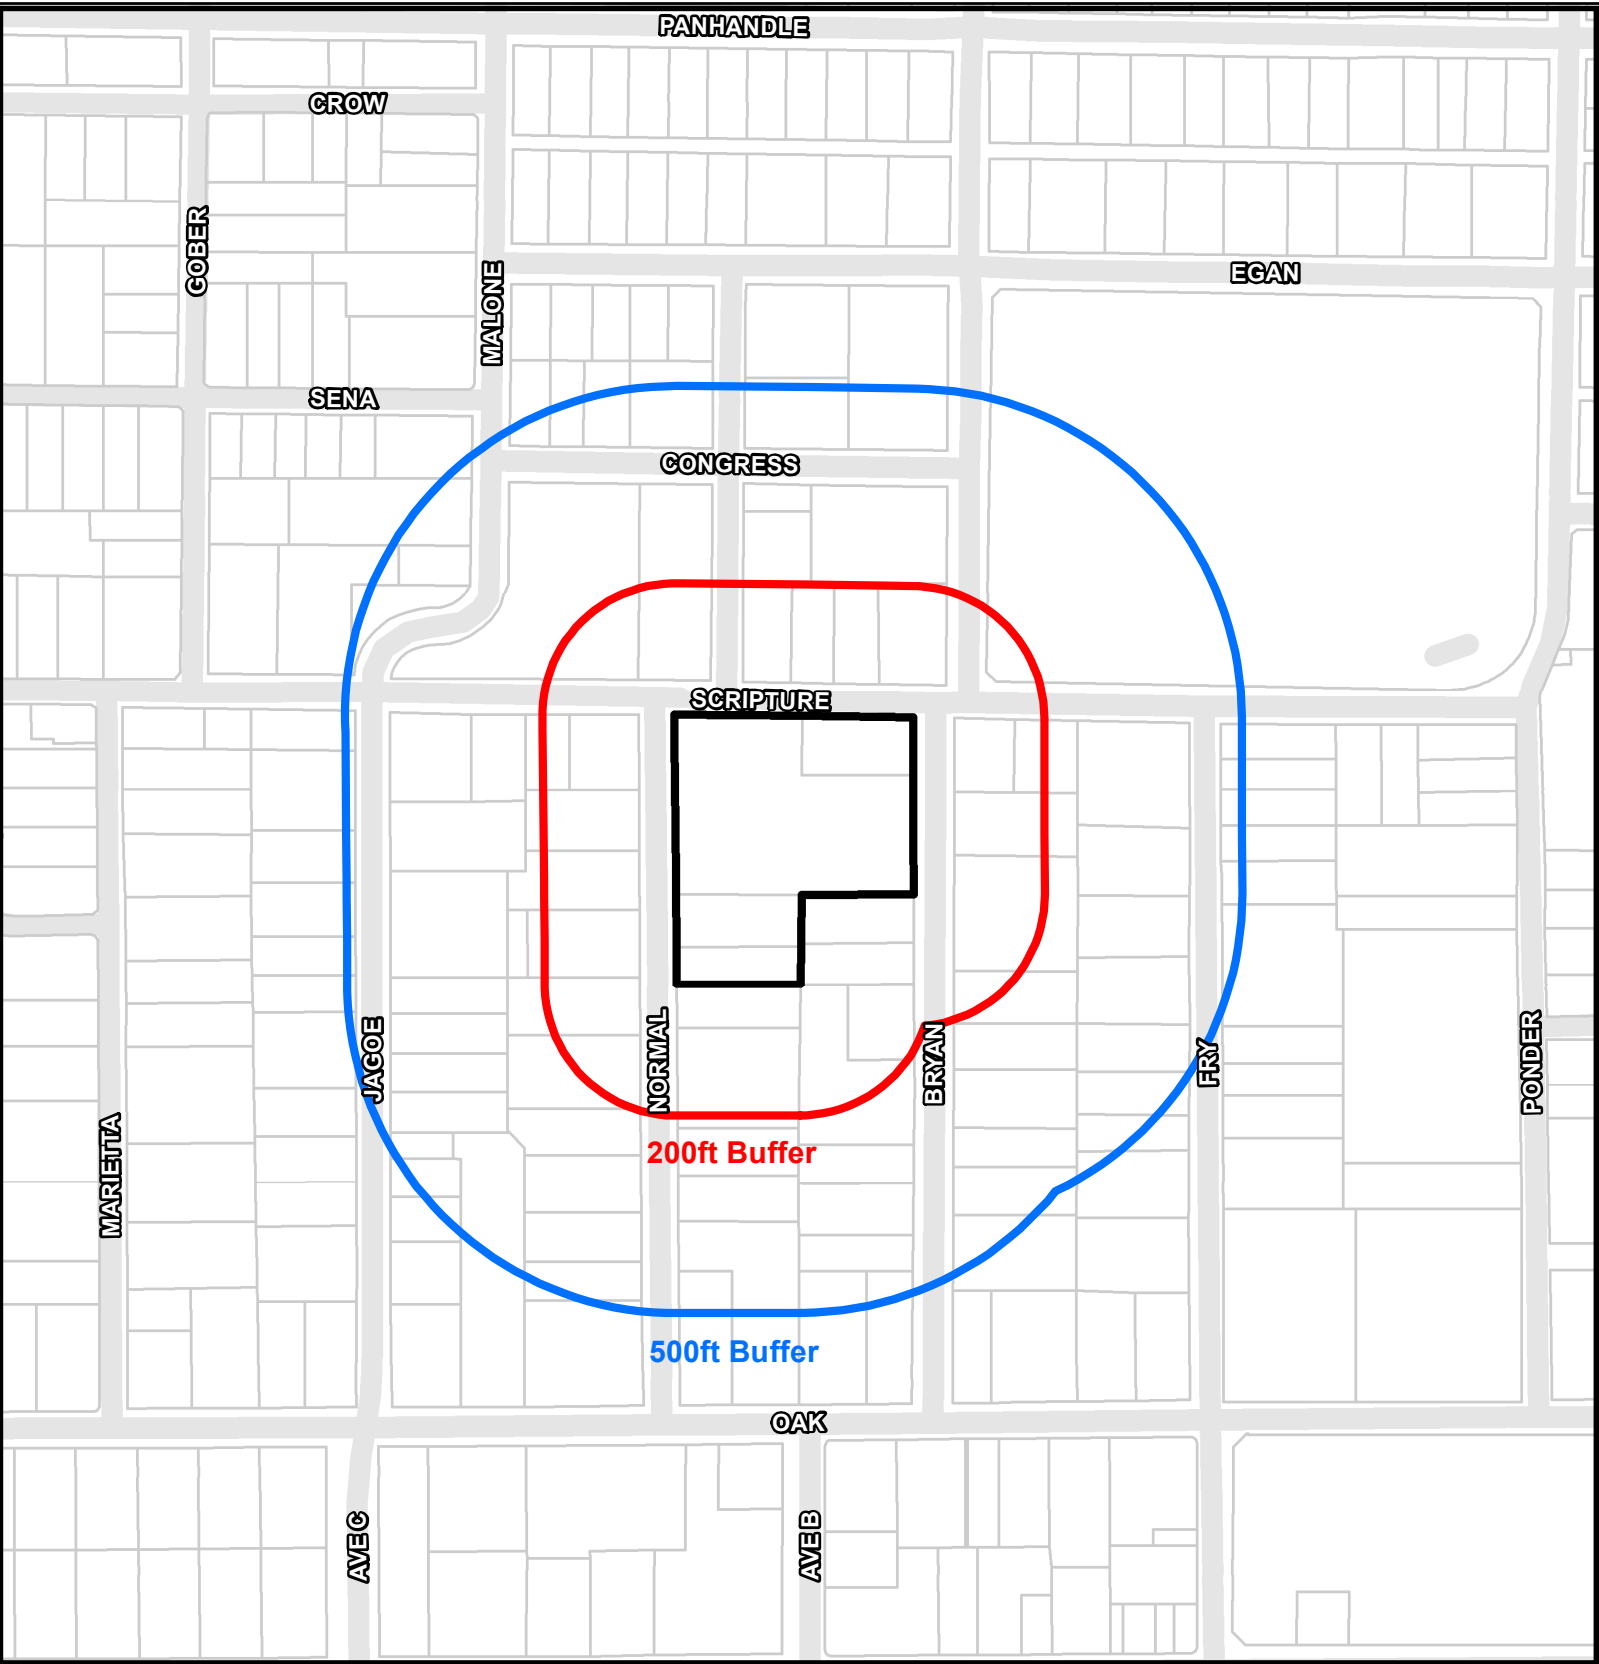 PANHANDLE
CROW
GOBER
MALONE
EGAN
SENA
CONGRESS
SCRIPTURE
JAGOE
NORMAL
BRYAN
FRY
PONDER
MARIETTA
200ft Buffer
500ft Buffer
OAK
AVE C
AVE B